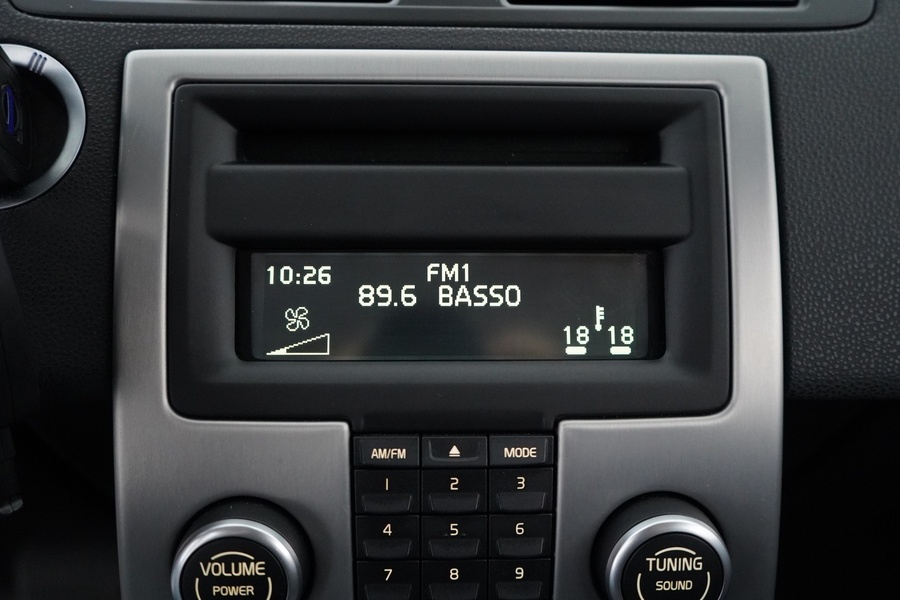 10:26
FM1
89.6 BASSO
18 18
AM/FM
MODE
1 2 3
4 5 6
7 8 9
VOLUME
POWER
TUNING
SOUND